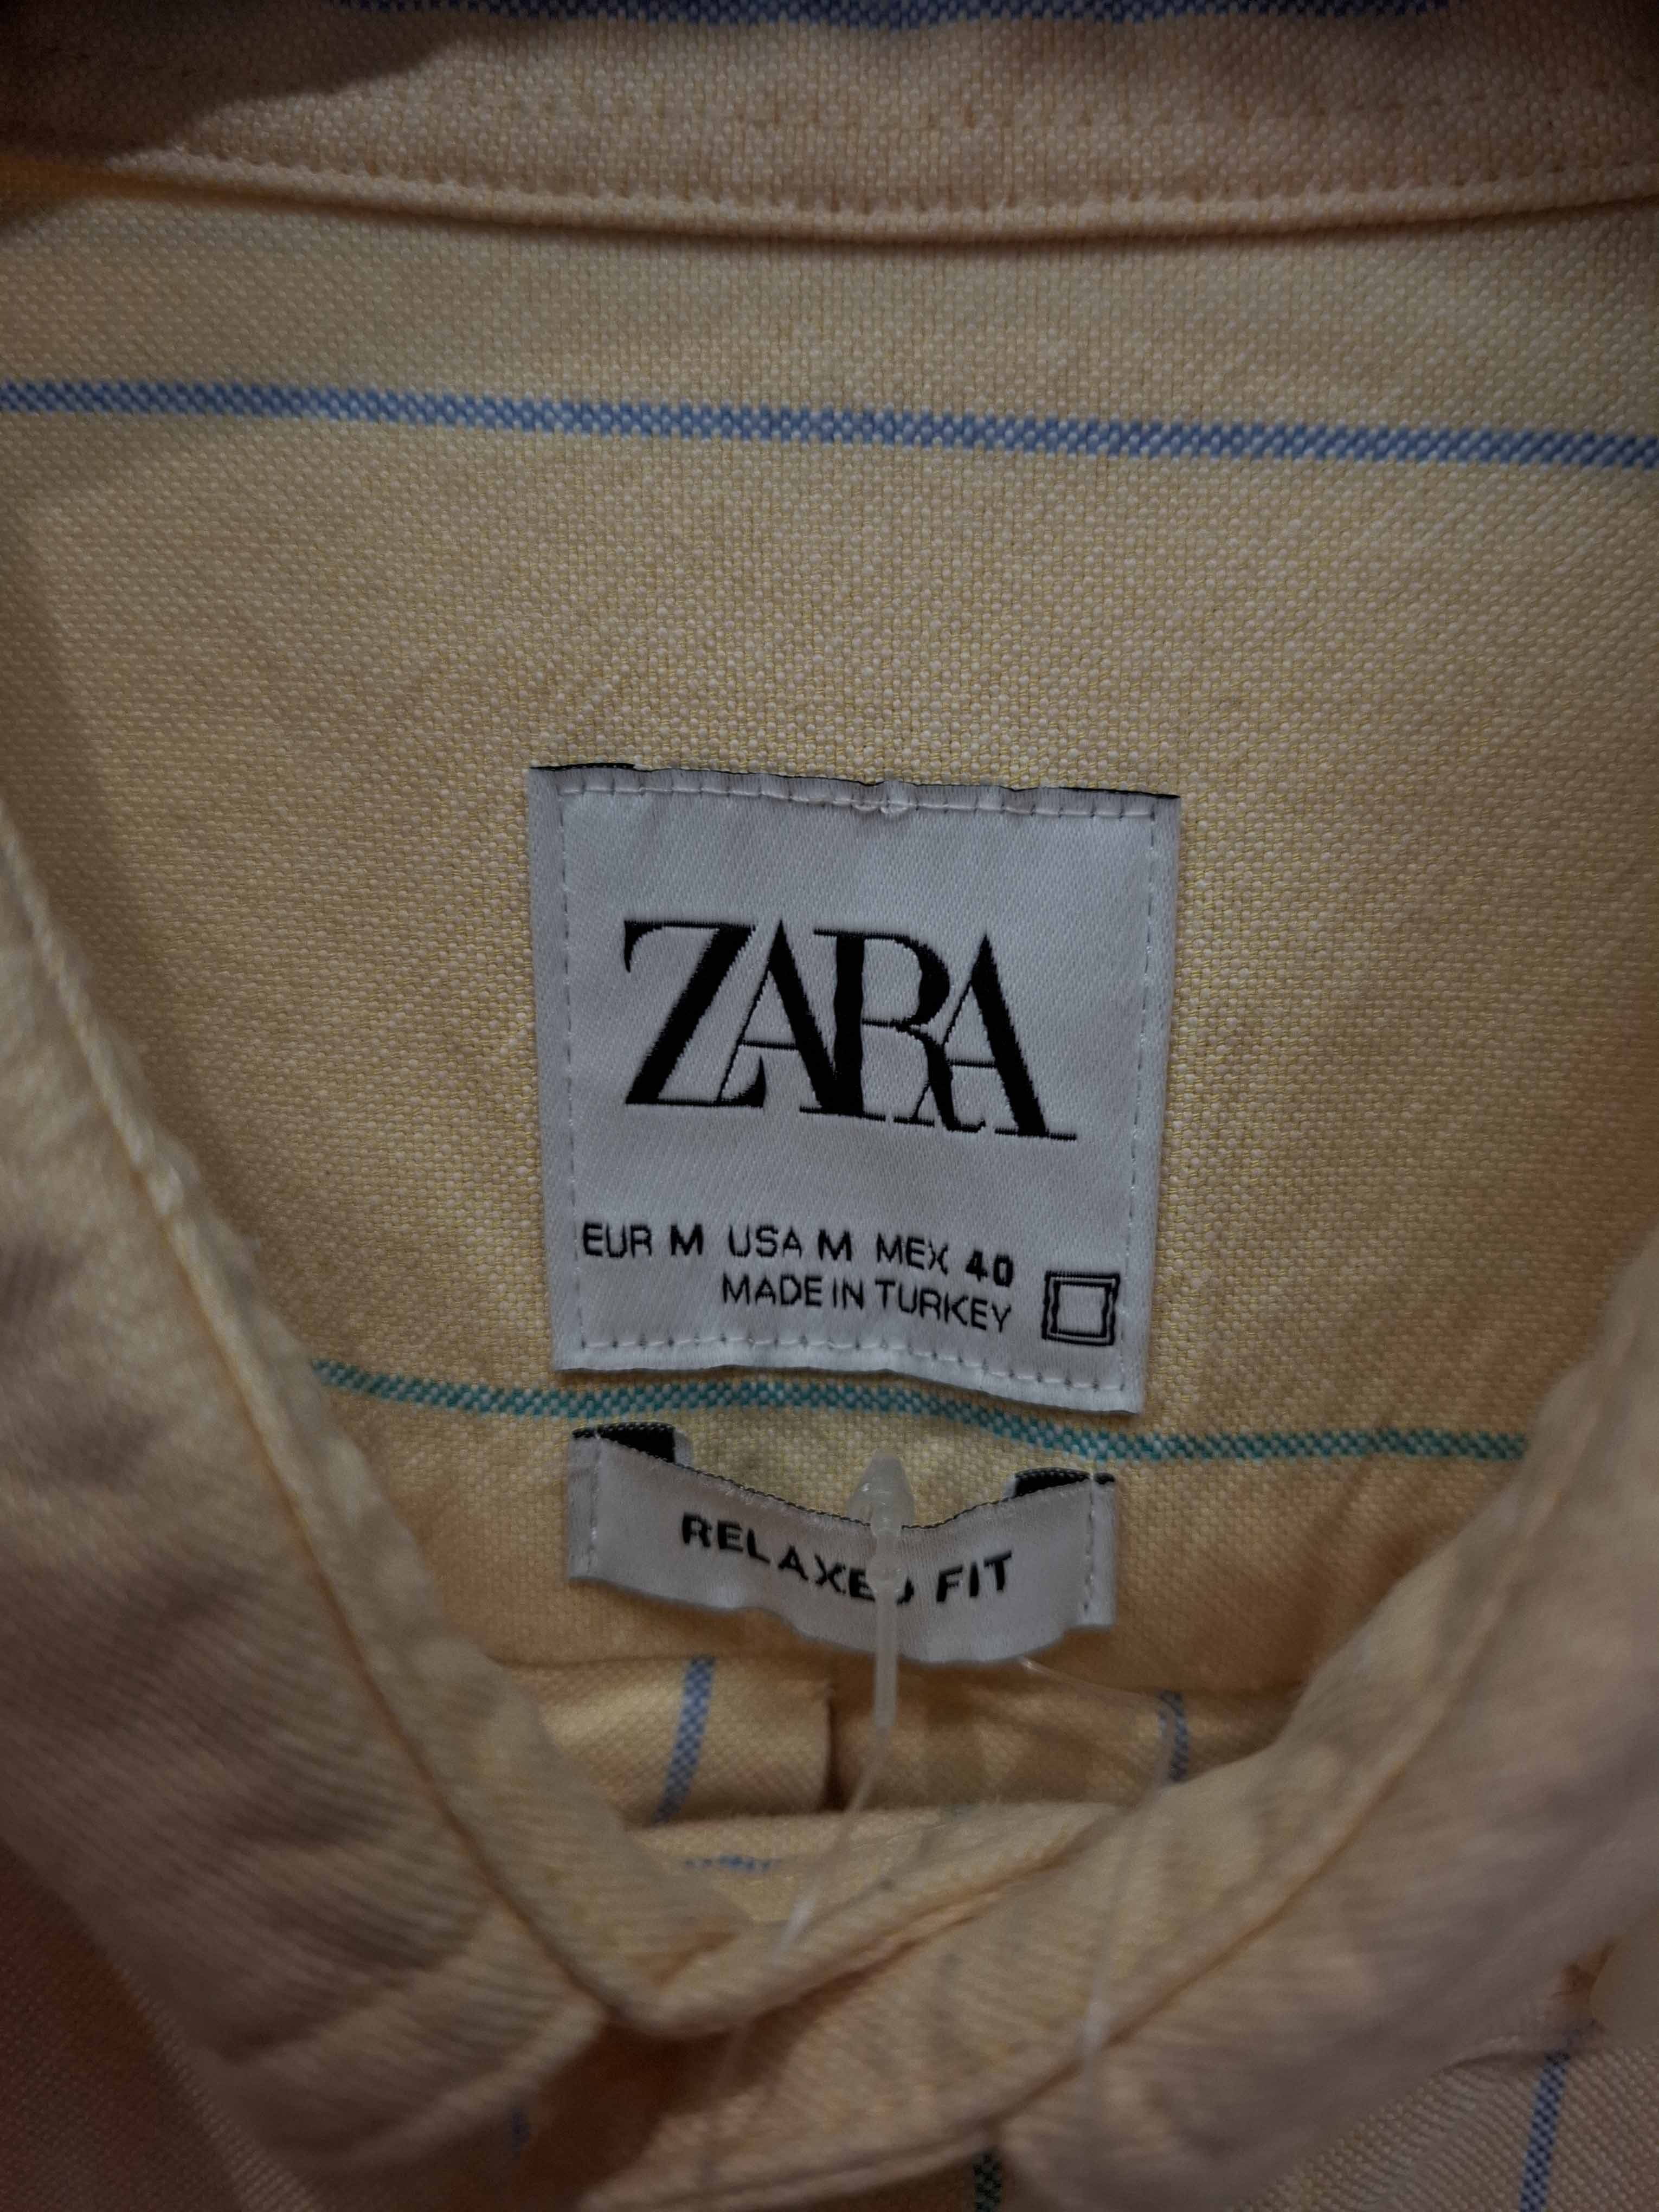 ZARA
EUR M USA M MEX 40
MADE IN TURKEY
RELAXED FIT